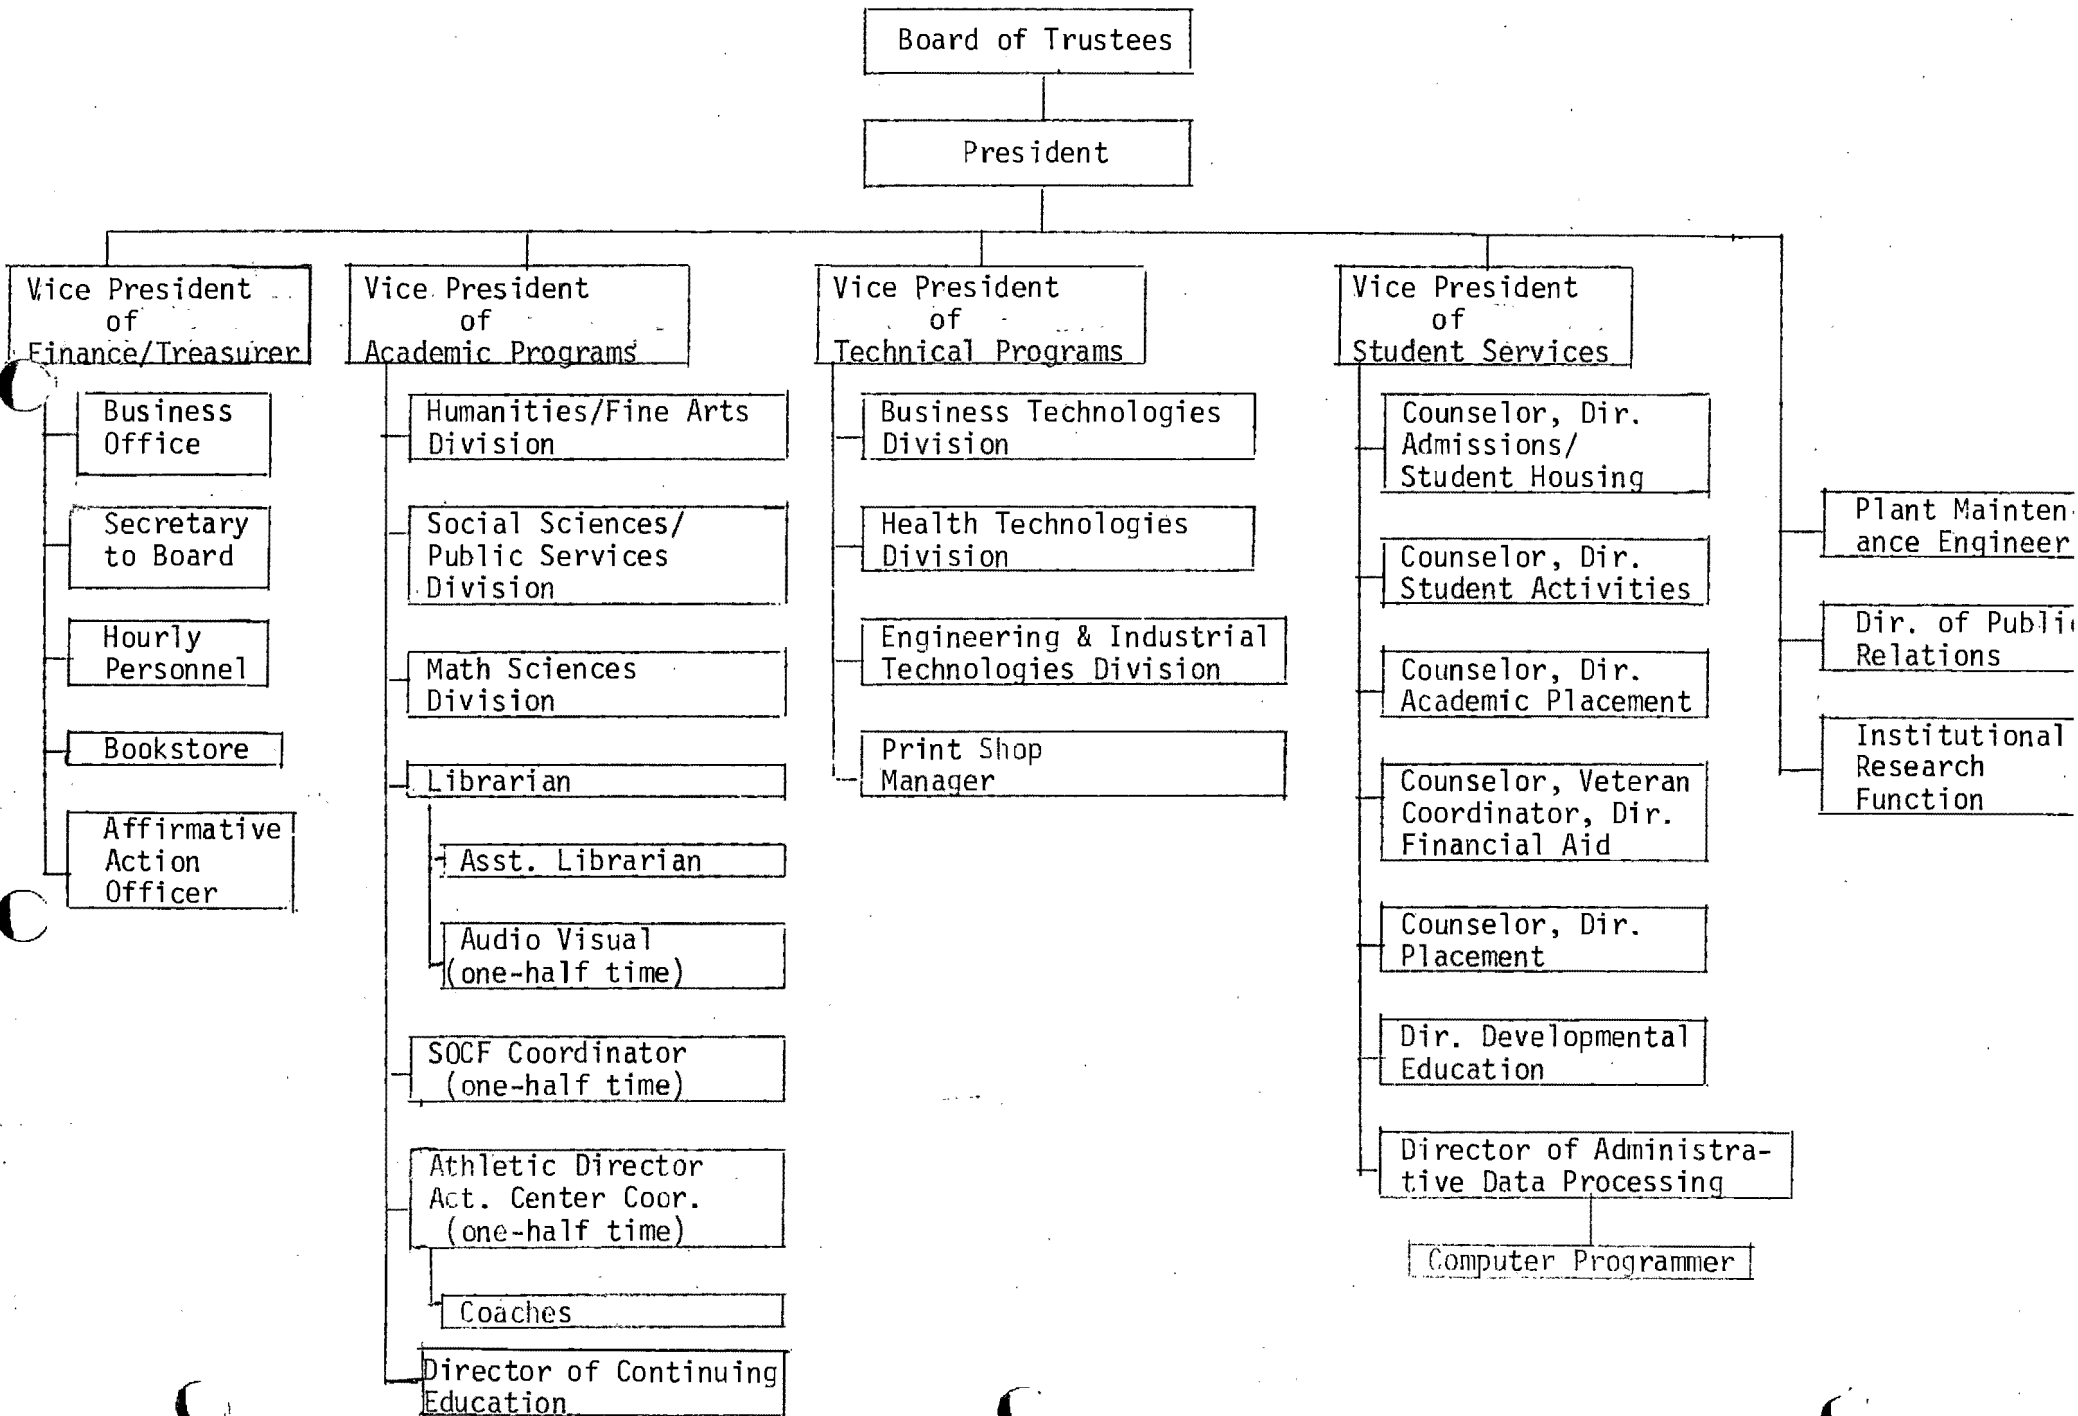 Board of Trustees
President
Vice President
of
Finance/Treasurer
Business
Office
Secretary
to Board
Hourly
Personnel
Bookstore
Affirmative
Action
Officer
Vice President
of
Academic Programs
Humanities/Fine Arts
Division
Social Sciences/
Public Services
Division
Math Sciences
Division
Librarian
Asst. Librarian
Audio Visual
(one-half time)
SOCF Coordinator
(one-half time)
Athletic Director
Act. Center Coor.
(one-half time)
Coaches
Director of Continuing
Education
Vice President
of
Technical Programs
Business Technologies
Division
Health Technologies
Division
Engineering & Industrial
Technologies Division
Print Shop
Manager
Vice President
of
Student Services
Counselor, Dir.
Admissions/
Student Housing
Counselor, Dir.
Student Activities
Counselor, Dir.
Academic Placement
Counselor, Veteran
Coordinator, Dir.
Financial Aid
Counselor, Dir.
Placement
Dir. Developmental
Education
Director of Administra-
tive Data Processing
Computer Programmer
Plant Mainten-
ance Engineer
Dir. of Public
Relations
Institutional
Research
Function